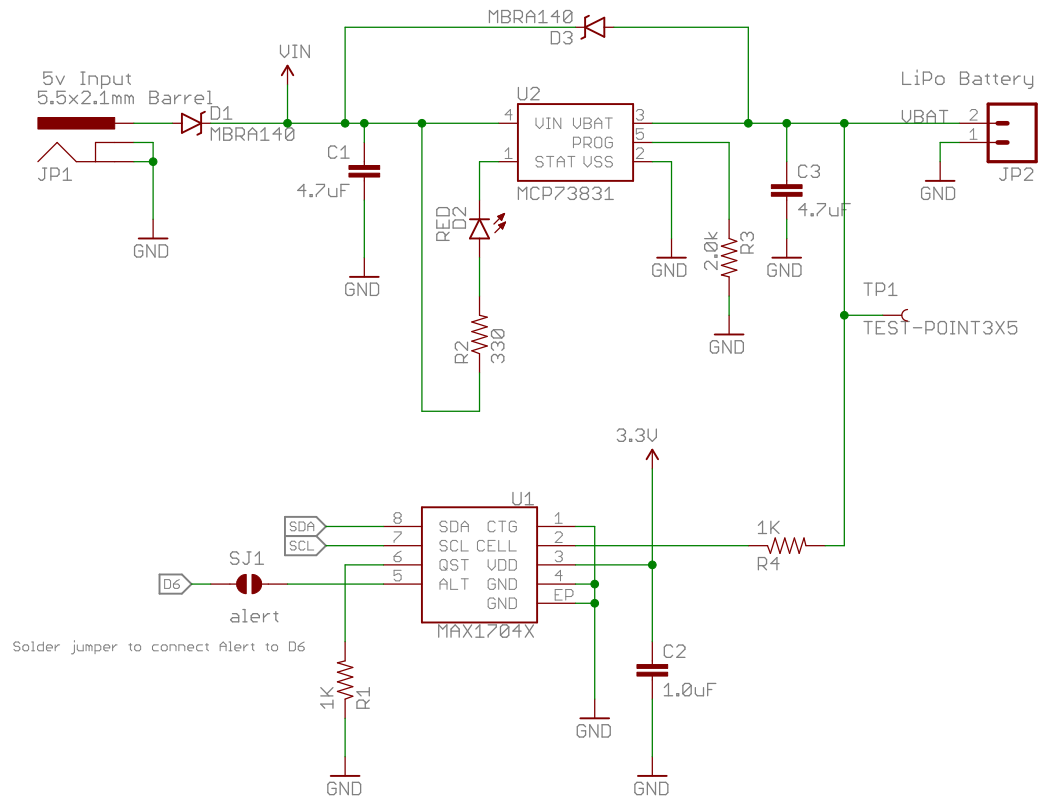 MBRA140
D3
VIN
5v Input
5.5x2.1mm Barrel
D1
MBRA140
JP1
GND
C1
4.7uF
GND
U2
4
VIN VBAT
3
PROG
5
1
STAT VSS
2
MCP73831
RED
D2
R2
330
GND
2.0k
R3
GND
C3
4.7uF
GND
LiPo Battery
VBAT
2
1
JP2
GND
TP1
TEST-POINT3X5
3.3V
U1
SDA
8
SDA CTG
1
SCL
7
SCL CELL
2
6
QST VDD
3
D6
SJ1
5
ALT GND
4
GND
EP
MAX1704X
alert
Solder jumper to connect Alert to D6
1K
R4
1K
R1
GND
GND
C2
1.0uF
GND